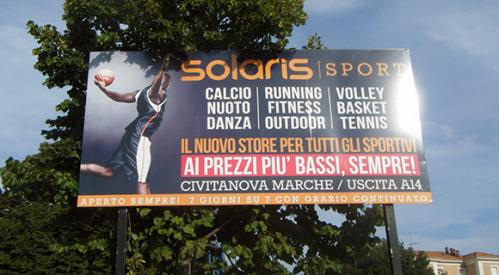 solaris | SPORT
CALCIO | RUNNING | VOLLEY
NUOTO | FITNESS | BASKET
DANZA | OUTDOOR | TENNIS
IL NUOVO STORE PER TUTTI GLI SPORTIVI
AI PREZZI PIU' BASSI, SEMPRE!
CIVITANOVA MARCHE / USCITA A14
APERTO SEMPRE! 7 GIORNI SU 7 CON ORARIO CONTINUATO